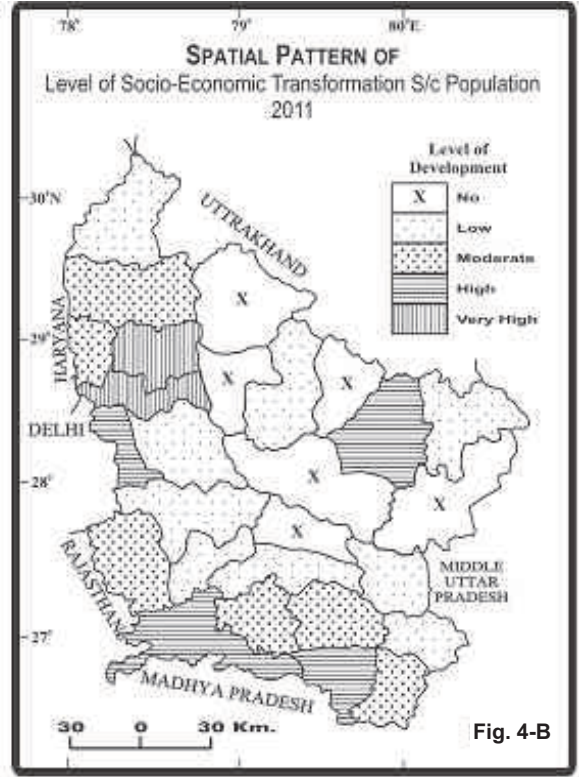 78° 79° 80°E
SPATIAL PATTERN OF
Level of Socio-Economic Transformation S/c Population
2011
Level of
Development
X No
Low
Moderate
High
Very High
30°N
UTTRAKHAND
X
HARYANA
29°
X
X
DELHI
X
28°
X
X
RAJASTHAN
MIDDLE
UTTAR
PRADESH
27°
MADHYA PRADESH
30 0 30 Km.
Fig. 4-B